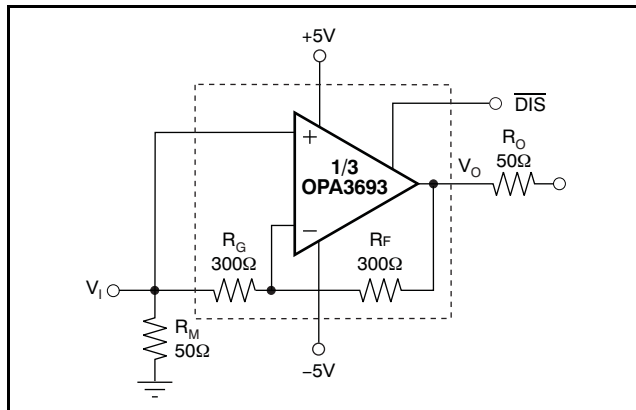 +5V
DIS
+
1/3
OPA3693
−
V_O
R_O
50Ω
R_G
300Ω
R_F
300Ω
V_I
R_M
50Ω
−5V